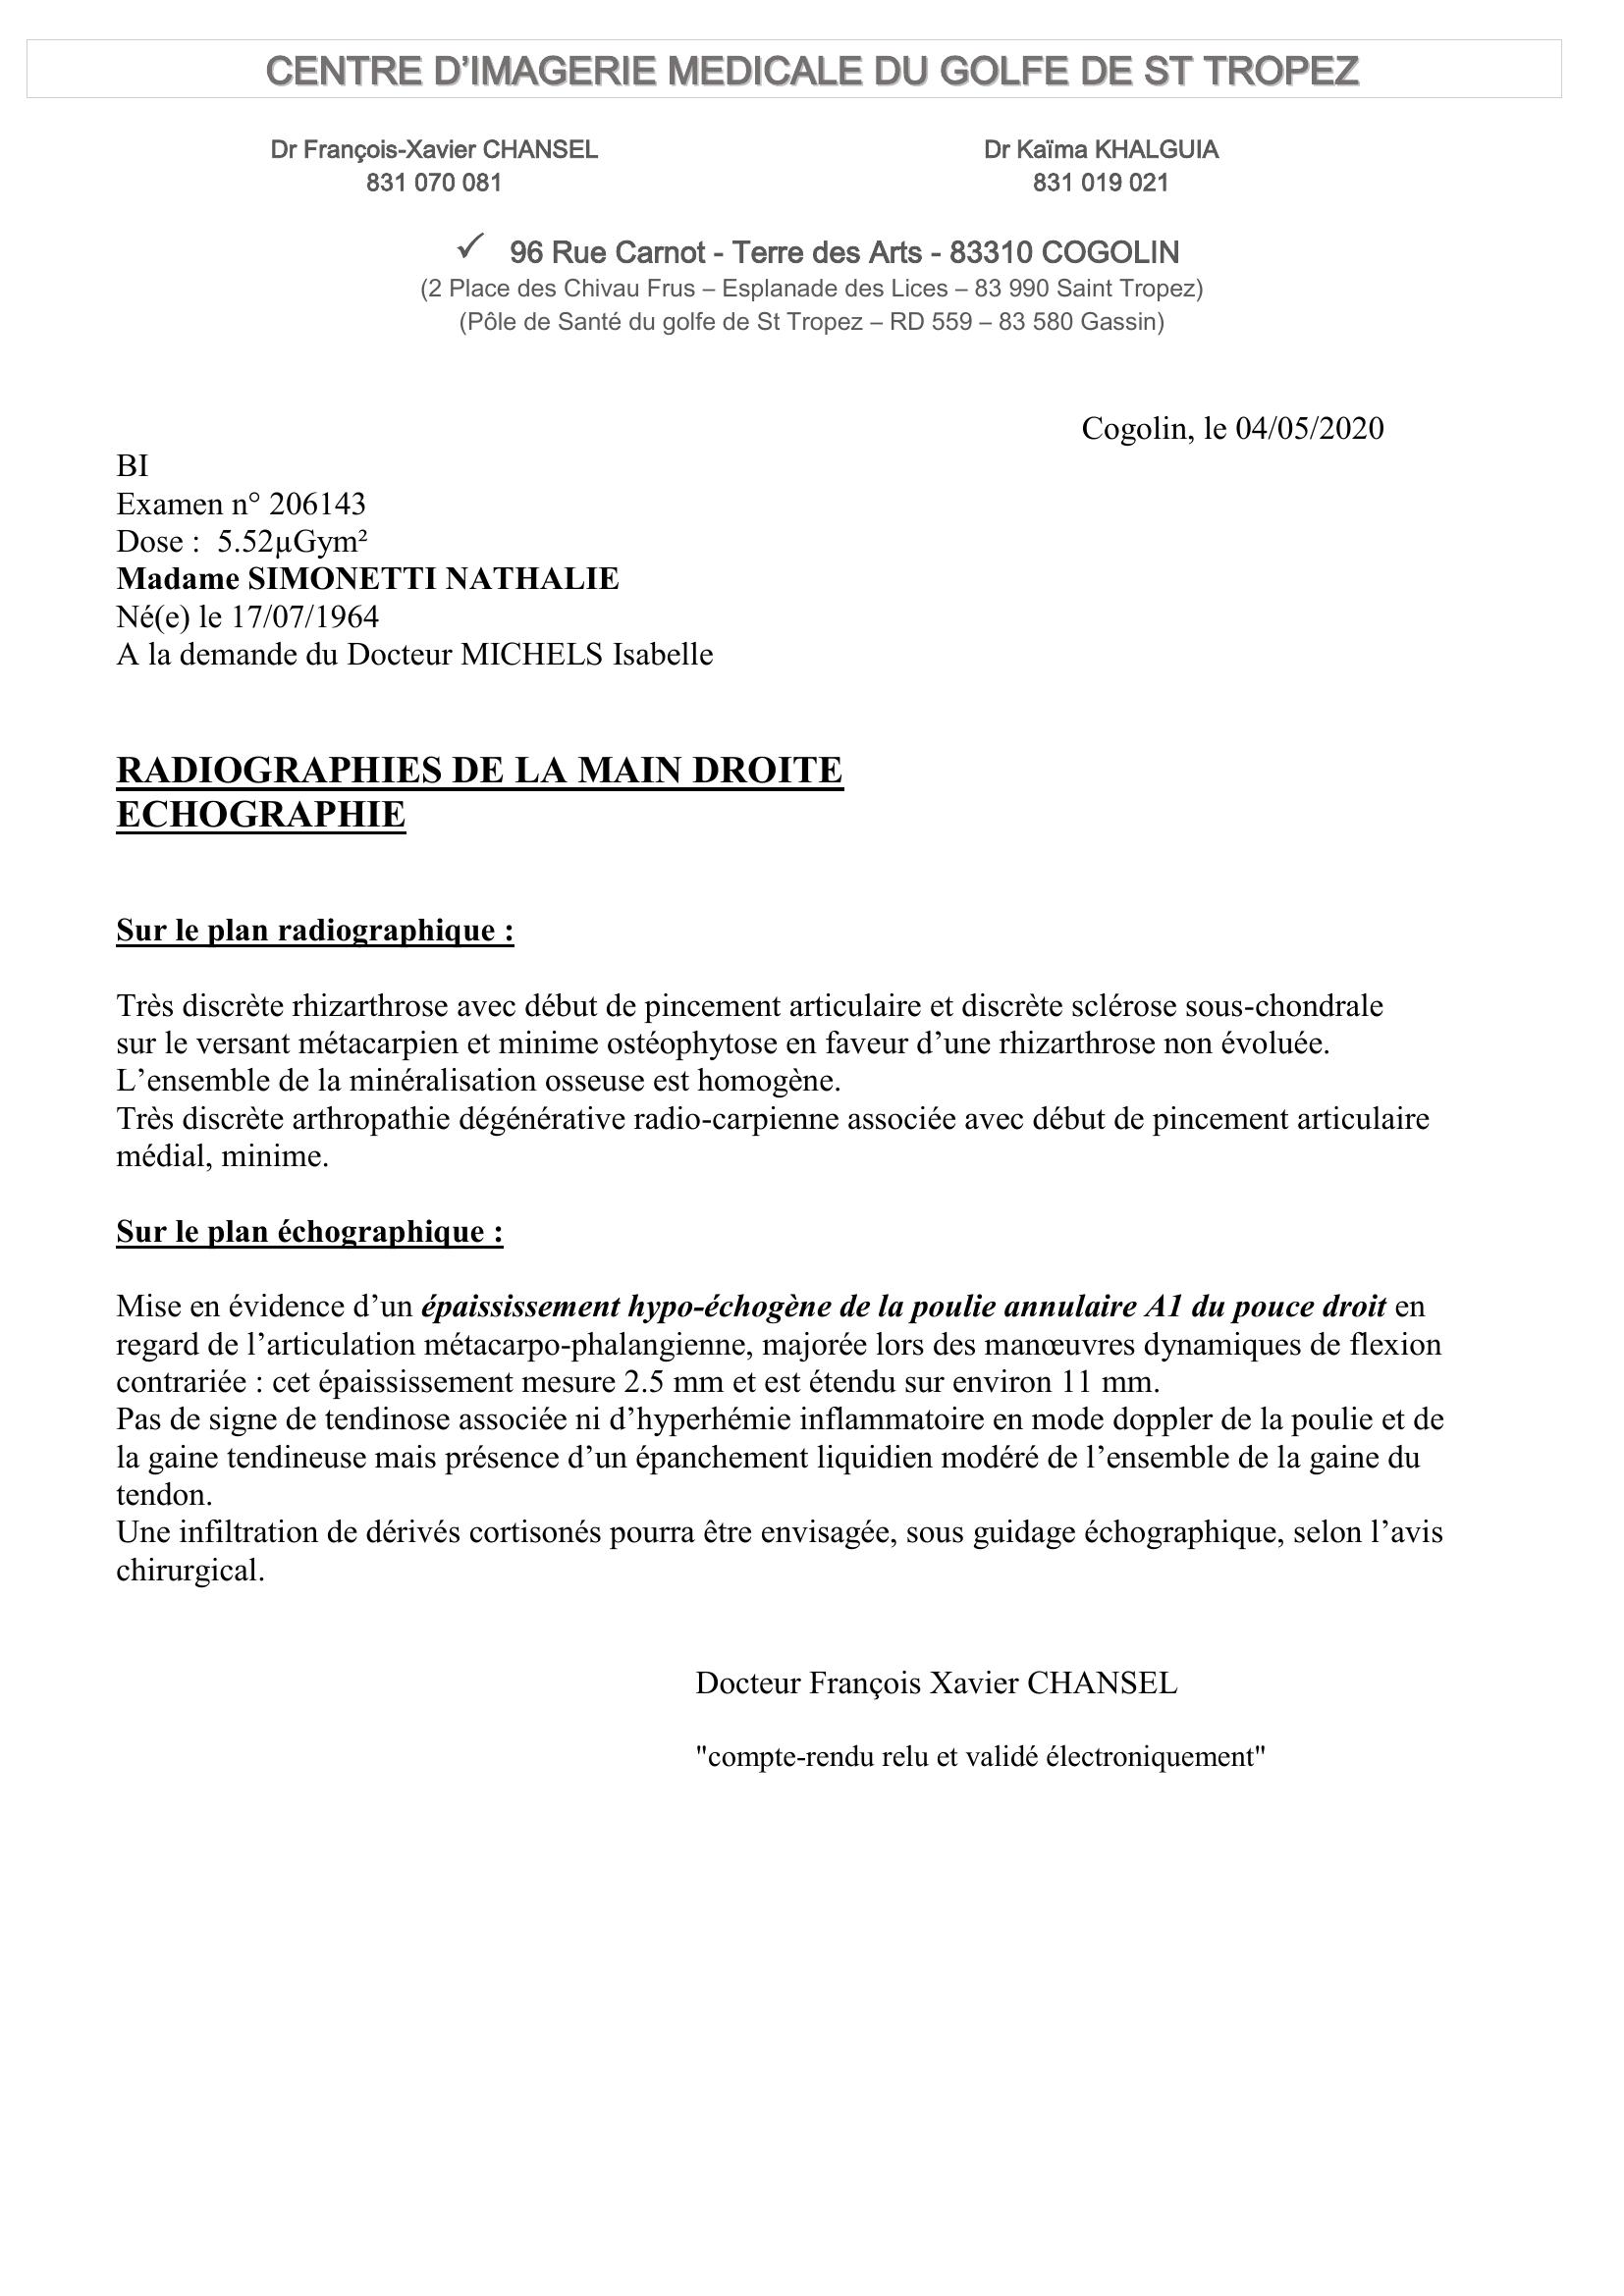 CENTRE D’IMAGERIE MEDICALE DU GOLFE DE ST TROPEZ
Dr François-Xavier CHANSEL
831 070 081
Dr Kaïma KHALGUIA
831 019 021
✓ 96 Rue Carnot - Terre des Arts - 83310 COGOLIN
(2 Place des Chivau Frus – Esplanade des Lices – 83 990 Saint Tropez)
(Pôle de Santé du golfe de St Tropez – RD 559 – 83 580 Gassin)
Cogolin, le 04/05/2020
BI
Examen n° 206143
Dose :  5.52µGym²
Madame SIMONETTI NATHALIE
Né(e) le 17/07/1964
A la demande du Docteur MICHELS Isabelle
RADIOGRAPHIES DE LA MAIN DROITE
ECHOGRAPHIE
Sur le plan radiographique :
Très discrète rhizarthrose avec début de pincement articulaire et discrète sclérose sous-chondrale
sur le versant métacarpien et minime ostéophytose en faveur d’une rhizarthrose non évoluée.
L’ensemble de la minéralisation osseuse est homogène.
Très discrète arthropathie dégénérative radio-carpienne associée avec début de pincement articulaire
médial, minime.
Sur le plan échographique :
Mise en évidence d’un épaississement hypo-échogène de la poulie annulaire A1 du pouce droit en
regard de l’articulation métacarpo-phalangienne, majorée lors des manœuvres dynamiques de flexion
contrariée : cet épaississement mesure 2.5 mm et est étendu sur environ 11 mm.
Pas de signe de tendinose associée ni d’hyperhémie inflammatoire en mode doppler de la poulie et de
la gaine tendineuse mais présence d’un épanchement liquidien modéré de l’ensemble de la gaine du
tendon.
Une infiltration de dérivés cortisonés pourra être envisagée, sous guidage échographique, selon l’avis
chirurgical.
Docteur François Xavier CHANSEL
"compte-rendu relu et validé électroniquement"